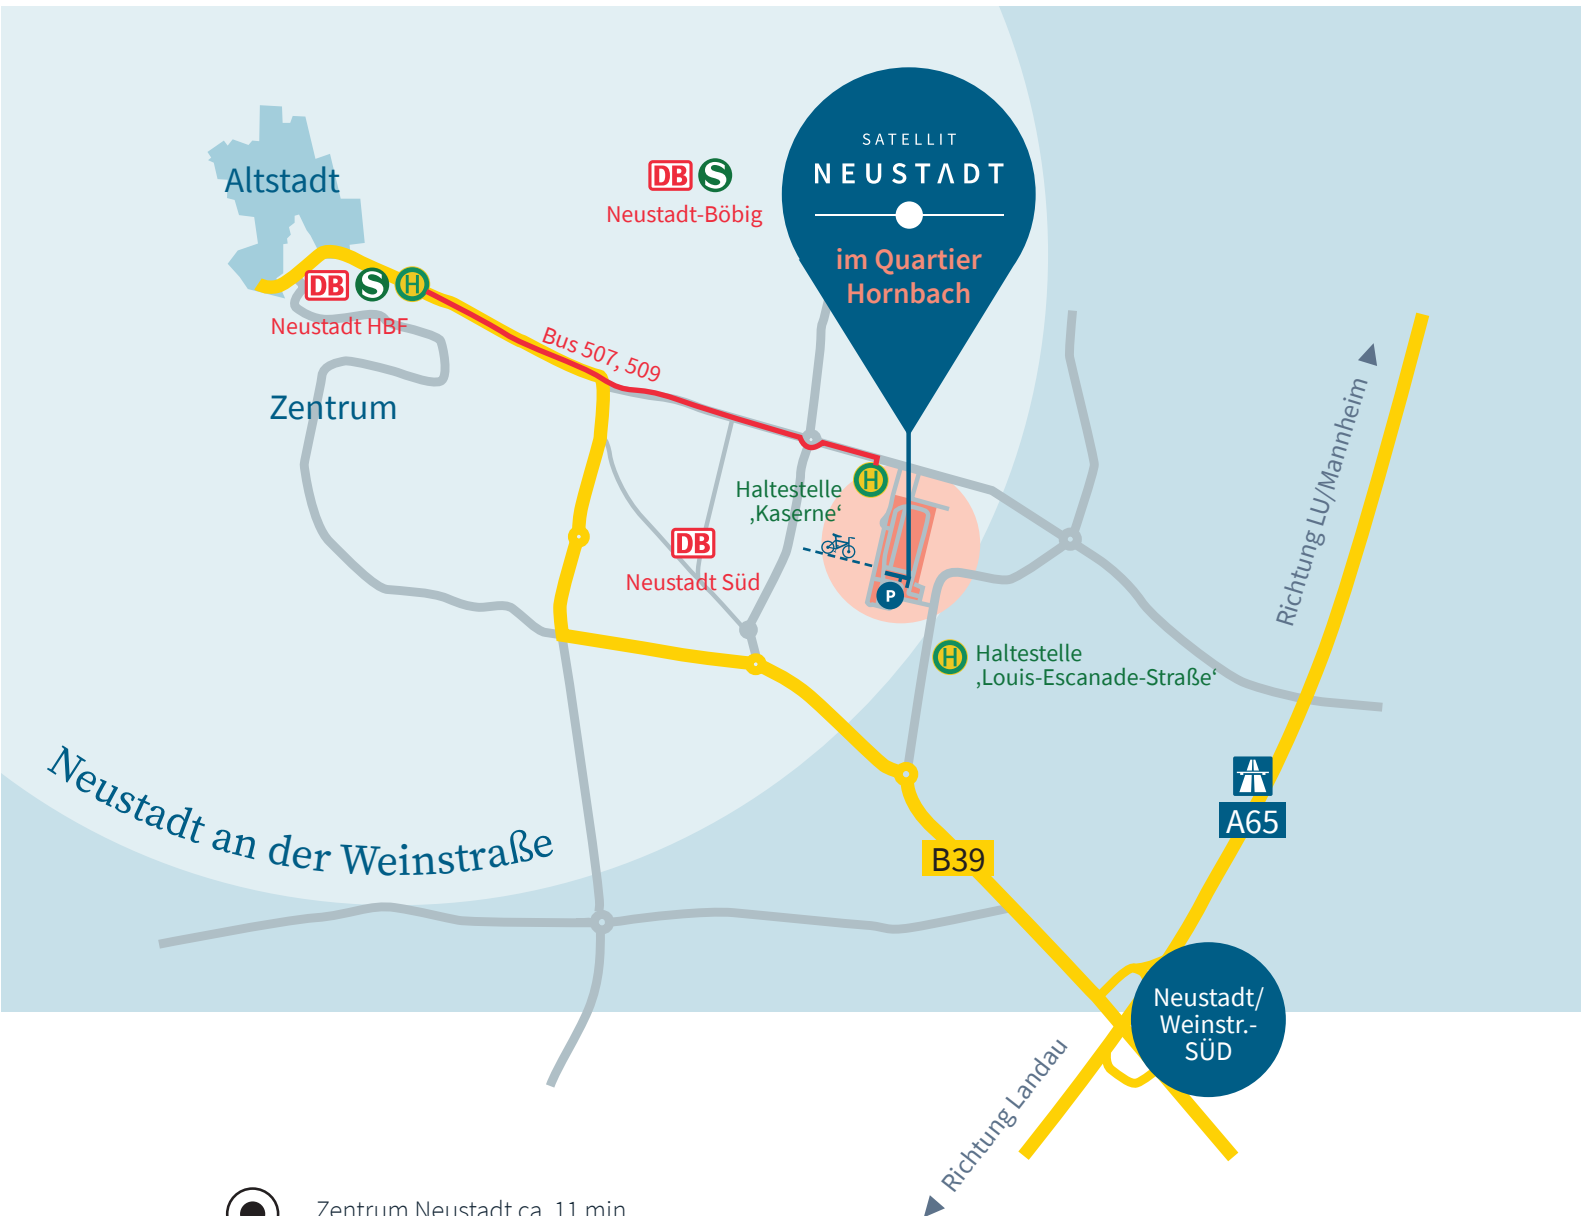 SATELLIT
NEUSTADT
im Quartier
Hornbach
Altstadt
DB S
Neustadt-Böbig
DB S H
Neustadt HBF
Bus 507, 509
Zentrum
H
Haltestelle
‚Kaserne‘
DB
Neustadt Süd
P
H
Haltestelle
‚Louis-Escanade-Straße‘
Richtung LU/Mannheim
Neustadt an der Weinstraße
A65
B39
Neustadt/
Weinstr.-
SÜD
Richtung Landau
Zentrum Neustadt ca. 11 min